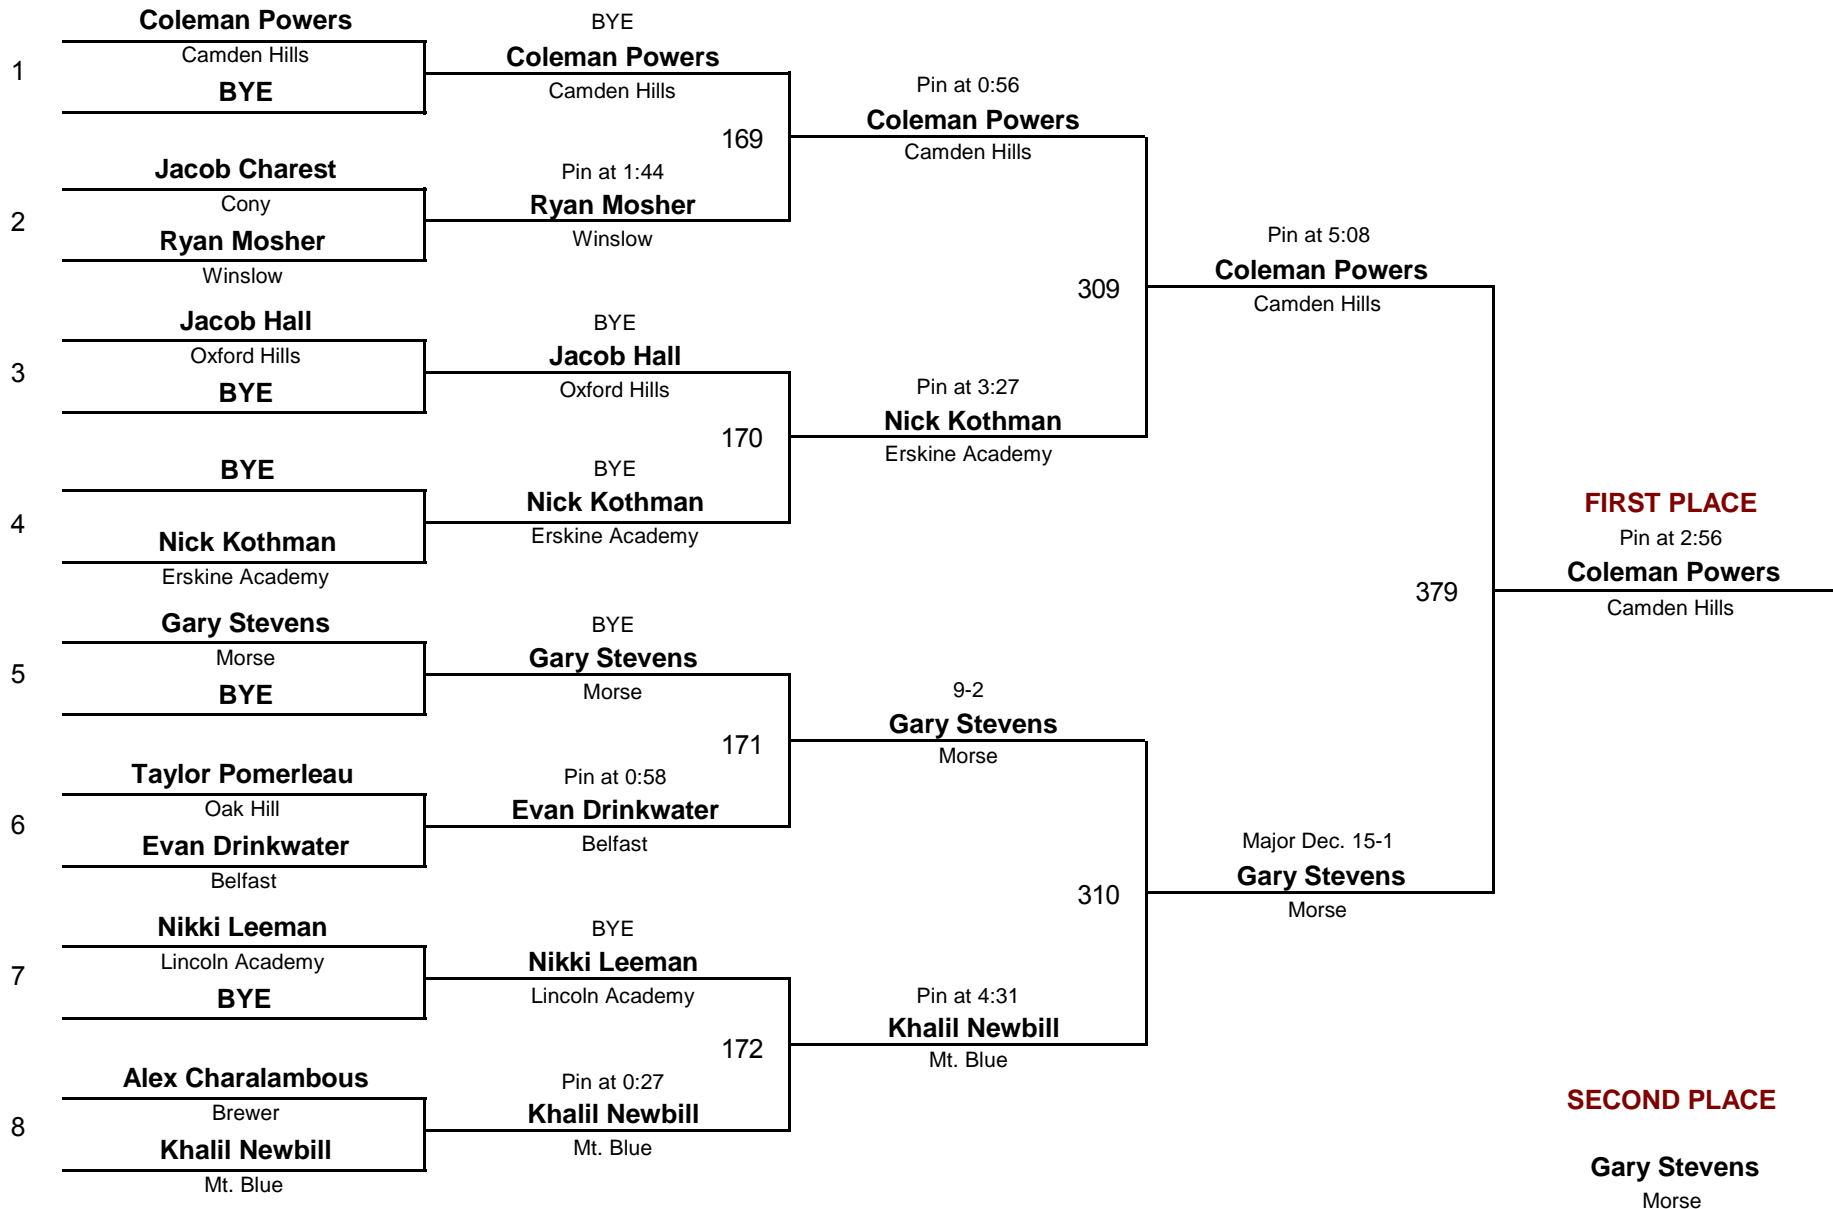 Coleman Powers
Camden Hills
1
BYE
Jacob Charest
Cony
2
Ryan Mosher
Winslow
Jacob Hall
Oxford Hills
3
BYE
BYE
4
Nick Kothman
Erskine Academy
Gary Stevens
Morse
5
BYE
Taylor Pomerleau
Oak Hill
6
Evan Drinkwater
Belfast
Nikki Leeman
Lincoln Academy
7
BYE
Alex Charalambous
Brewer
8
Khalil Newbill
Mt. Blue
BYE
Coleman Powers
Camden Hills
169
Pin at 1:44
Ryan Mosher
Winslow
BYE
Jacob Hall
Oxford Hills
170
BYE
Nick Kothman
Erskine Academy
BYE
Gary Stevens
Morse
171
Pin at 0:58
Evan Drinkwater
Belfast
BYE
Nikki Leeman
Lincoln Academy
172
Pin at 0:27
Khalil Newbill
Mt. Blue
Pin at 0:56
Coleman Powers
Camden Hills
309
Pin at 3:27
Nick Kothman
Erskine Academy
9-2
Gary Stevens
Morse
310
Pin at 4:31
Khalil Newbill
Mt. Blue
Pin at 5:08
Coleman Powers
Camden Hills
379
Major Dec. 15-1
Gary Stevens
Morse
FIRST PLACE
Pin at 2:56
Coleman Powers
Camden Hills
SECOND PLACE
Gary Stevens
Morse